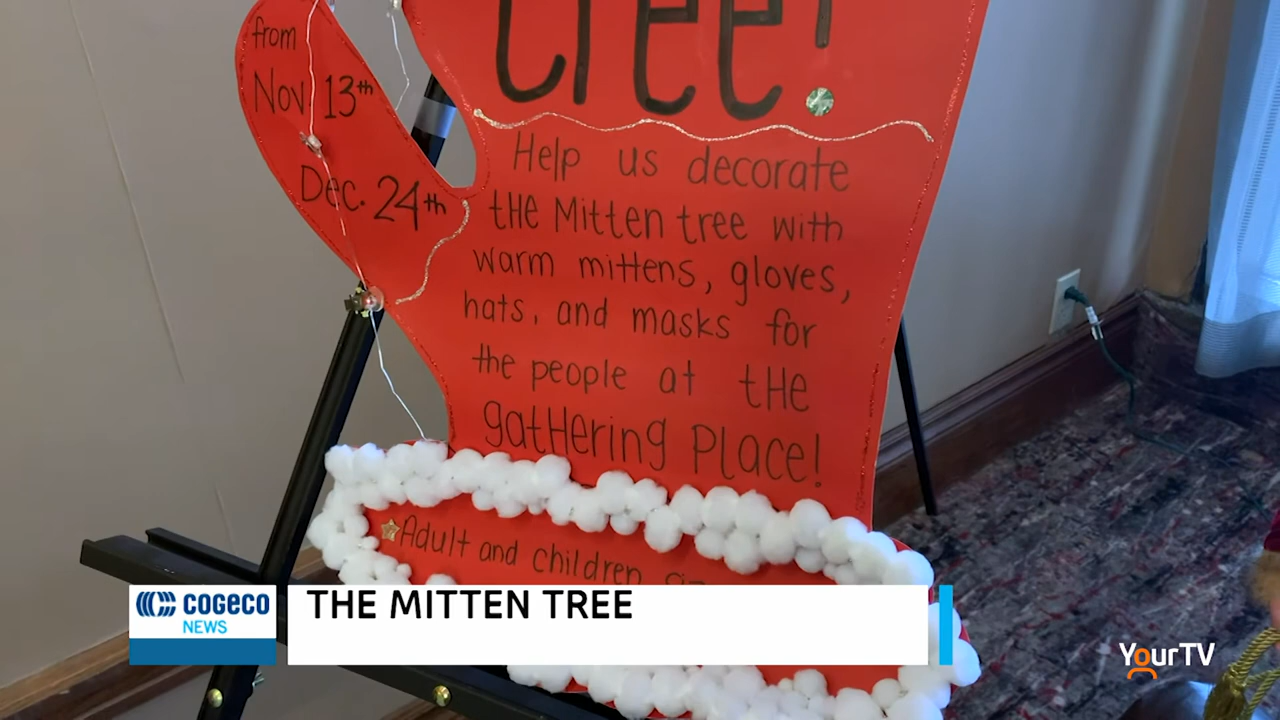 tree!
from
Nov 13th
Dec. 24th
Help us decorate
tHe Mitten tree with
warm mittens, gloves,
hats, and masks for
the people at tHe
gatHering Place!
Adult and children
COGECO
NEWS
THE MITTEN TREE
YourTV